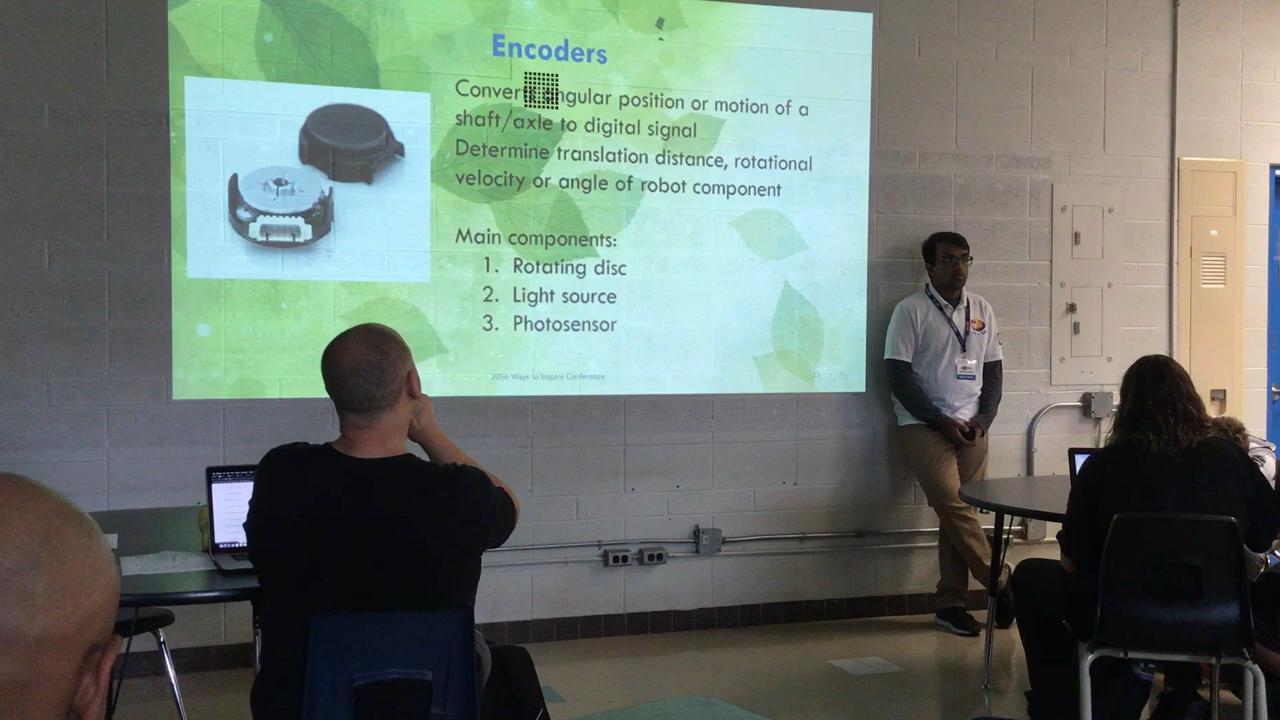 Encoders
Converts angular position or motion of a
shaft/axle to digital signal
Determine translation distance, rotational
velocity or angle of robot component
Main components:
1. Rotating disc
2. Light source
3. Photosensor
2056 Ways to Inspire Conference